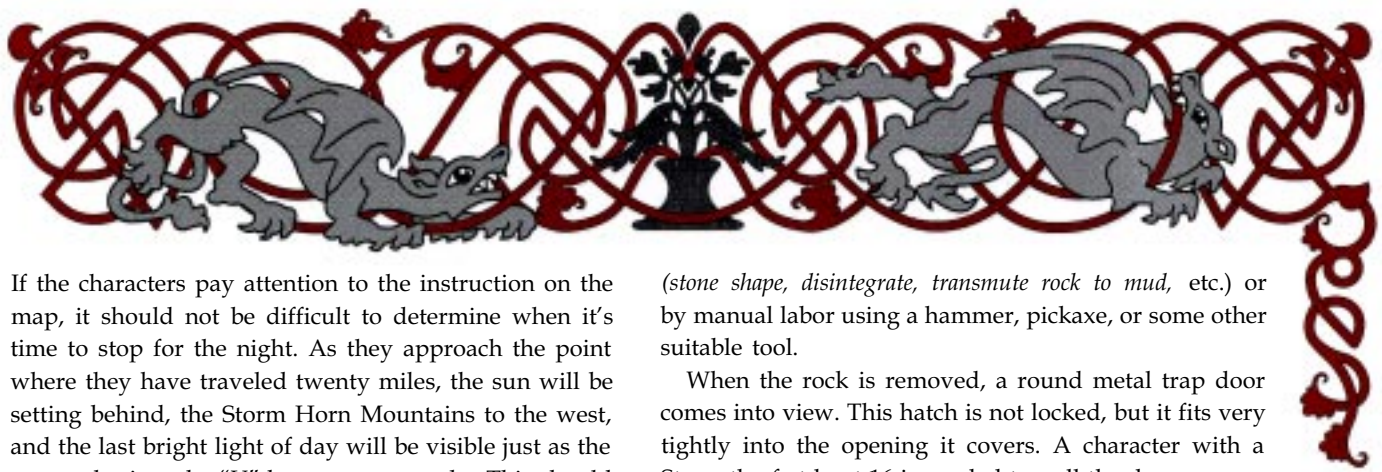 If the characters pay attention to the instruction on the
map, it should not be difficult to determine when it's
time to stop for the night. As they approach the point
where they have traveled twenty miles, the sun will be
setting behind, the Storm Horn Mountains to the west,
and the last bright light of day will be visible just as the
(stone shape, disintegrate, transmute rock to mud, etc.) or
by manual labor using a hammer, pickaxe, or some other
suitable tool.
When the rock is removed, a round metal trap door
comes into view. This hatch is not locked, but it fits very
tightly into the opening it covers. A character with a